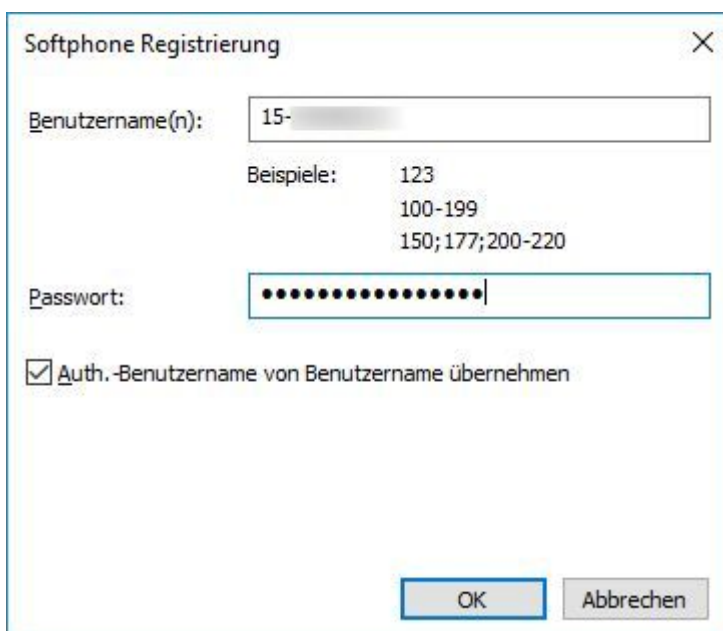 Softphone Registrierung
Benutzername(n): 15-
Beispiele: 123
100-199
150;177;200-220
Passwort: ●●●●●●●●●●●●●●●●
Auth.-Benutzername von Benutzername übernehmen
OK Abbrechen